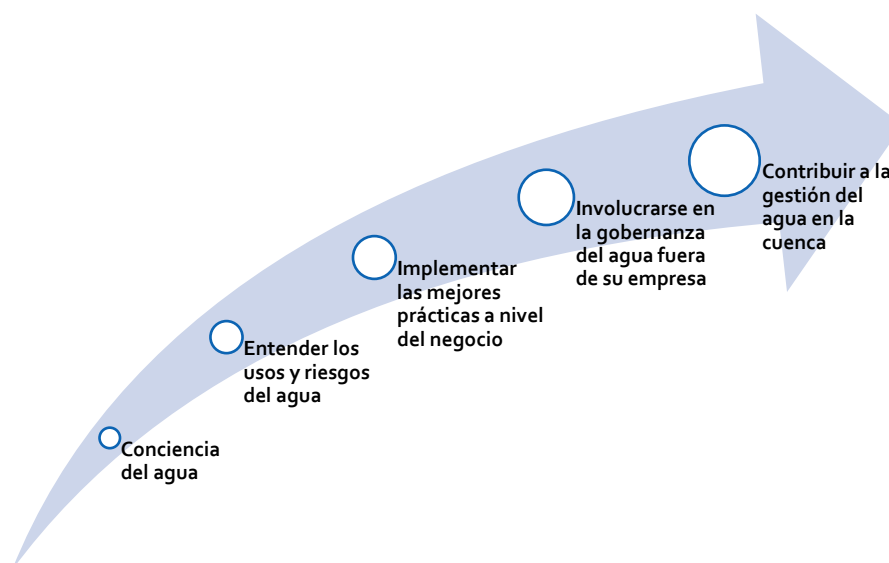 Conciencia
del agua
Entender los
usos y riesgos
del agua
Implementar
las mejores
prácticas a nivel
del negocio
Involucrarse en
la gobernanza
del agua fuera
de su empresa
Contribuir a la
gestión del
agua en la
cuenca